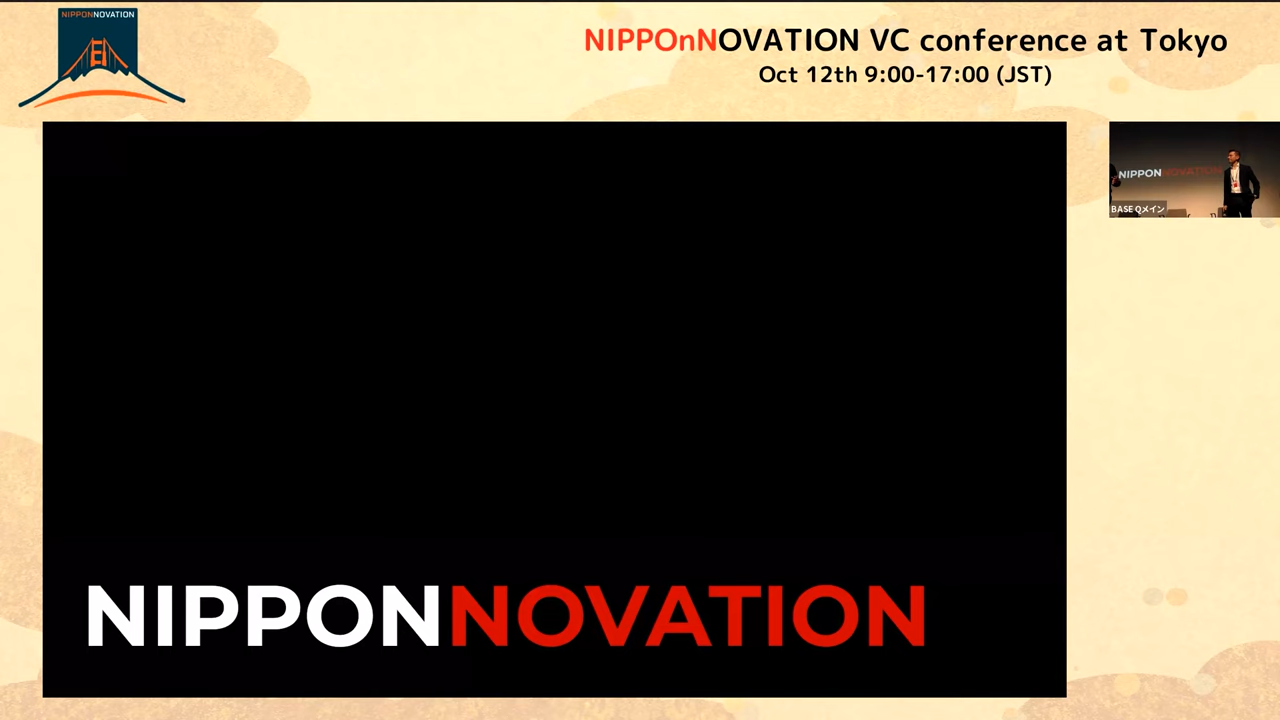 NIPPONNOVATION
NIPPOnNOVATION VC conference at Tokyo
Oct 12th 9:00-17:00 (JST)
NIPPONNOVATION
BASE Qメイン
NIPPONNOVATION